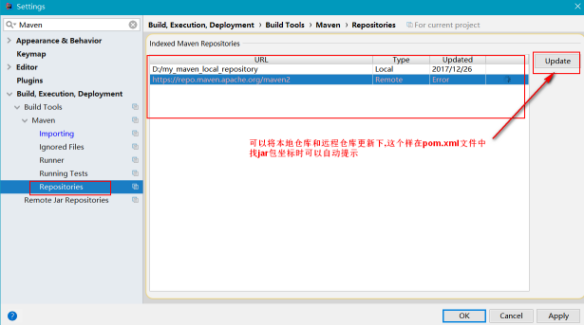 Settings
Maven
Build, Execution, Deployment › Build Tools › Maven › Repositories
For current project
Appearance & Behavior
Keymap
Editor
Plugins
Build, Execution, Deployment
Build Tools
Maven
Importing
Ignored Files
Runner
Running Tests
Repositories
Remote Jar Repositories
Indexed Maven Repositories
URL Type Updated
D:/my_maven_local_repository Local 2017/12/26
https://repo.maven.apache.org/maven2 Remote Error
Update
可以将本地仓库和远程仓库更新下,这个样在pom.xml文件中
找jar包坐标时可以自动提示
OK Cancel Apply